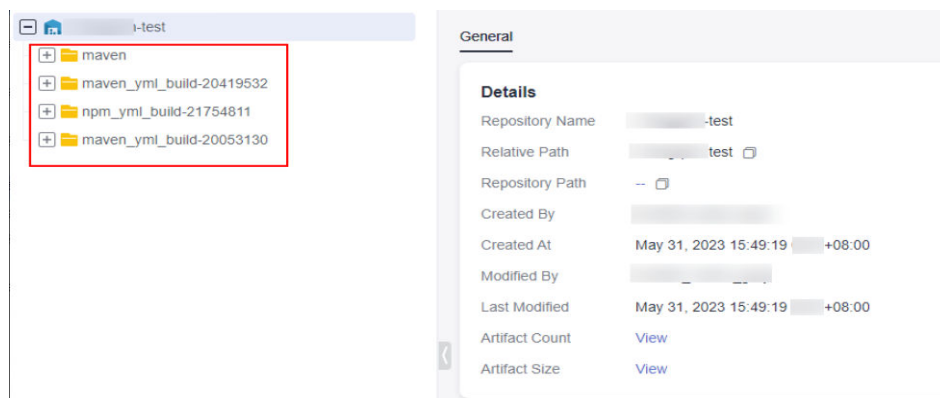 -test
maven
maven_yml_build-20419532
npm_yml_build-21754811
maven_yml_build-20053130
General
Details
Repository Name -test
Relative Path test
Repository Path --
Created By
Created At May 31, 2023 15:49:19 +08:00
Modified By
Last Modified May 31, 2023 15:49:19 +08:00
Artifact Count View
Artifact Size View